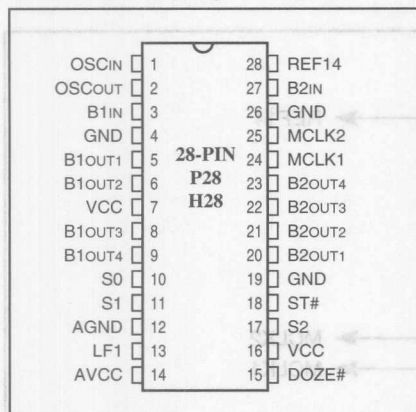 OSCIN 1 28 REF14
OSCOUT 2 27 B2IN
B1IN 3 26 GND
GND 4 25 MCLK2
B1OUT1 5 24 MCLK1
B1OUT2 6 23 B2OUT4
VCC 7 22 B2OUT3
B1OUT3 8 21 B2OUT2
B1OUT4 9 20 B2OUT1
S0 10 19 GND
S1 11 18 ST#
AGND 12 17 S2
LF1 13 16 VCC
AVCC 14 15 DOZE#
28-PIN
P28
H28